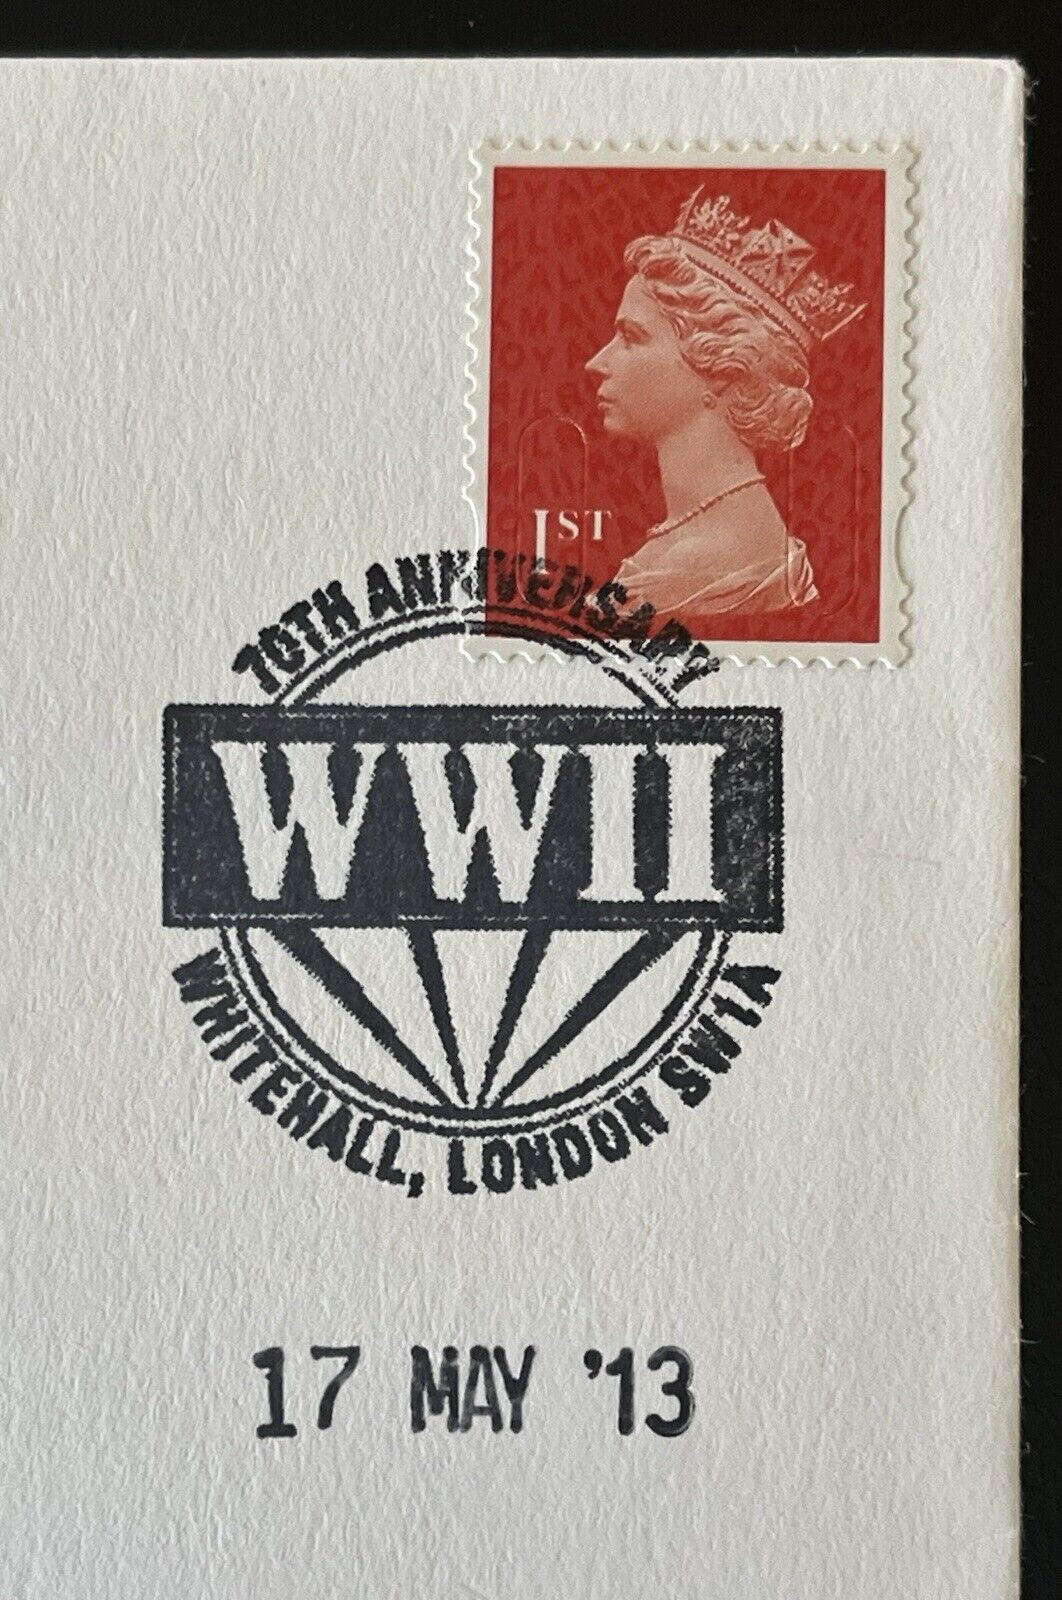 1ST
70TH ANNIVERSARY
WWII
WHITEHALL, LONDON SW1A
17 MAY '13